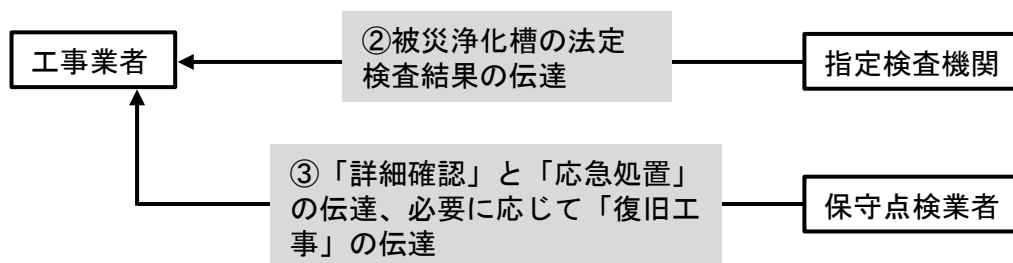 工事業者
②被災浄化槽の法定
検査結果の伝達
指定検査機関
③「詳細確認」と「応急処置」
の伝達、必要に応じて「復旧工
事」の伝達
保守点検業者